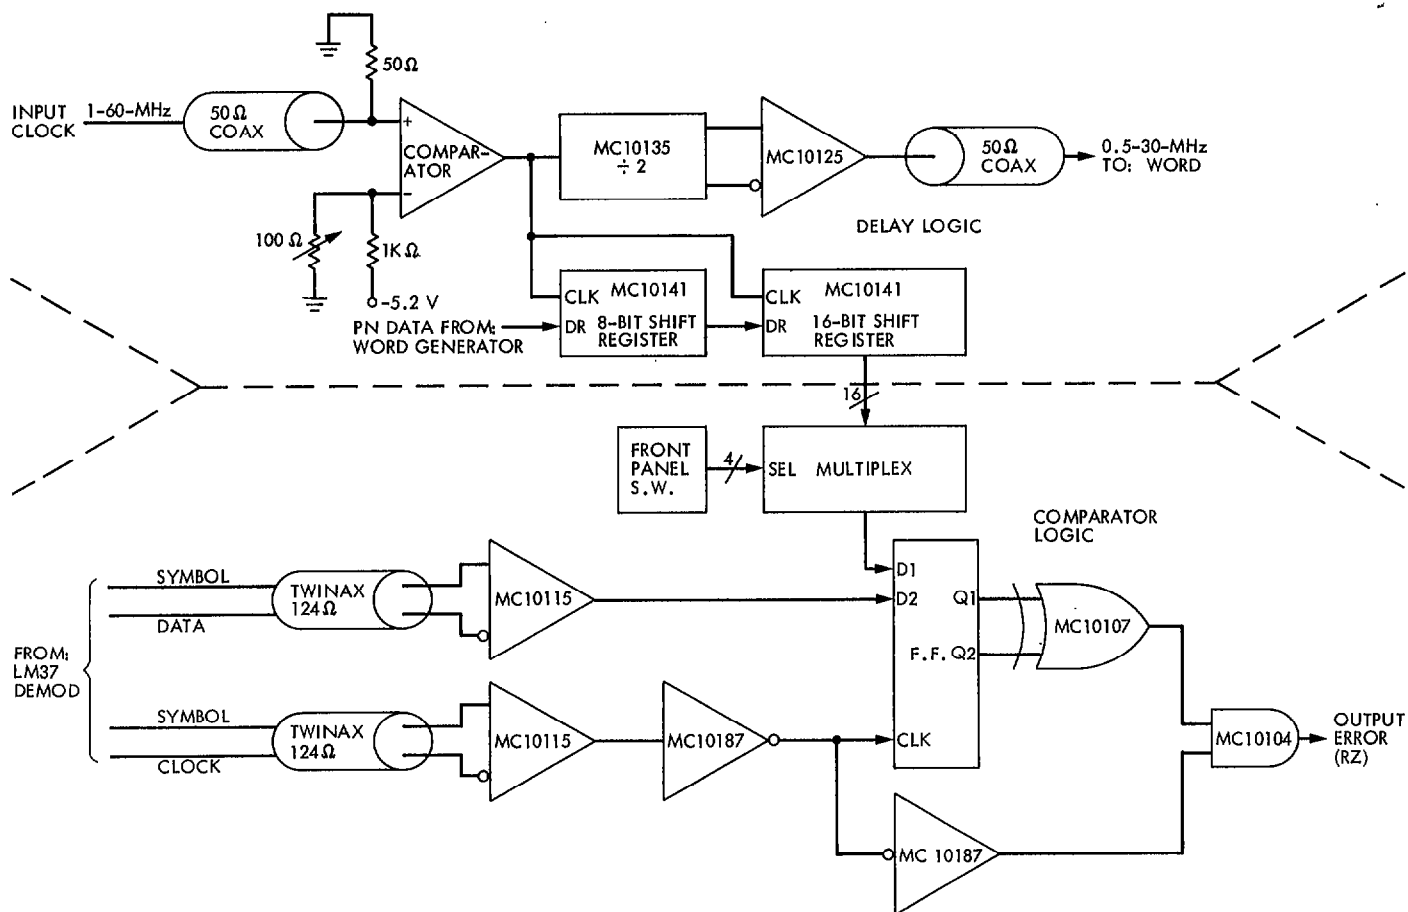 50Ω
INPUT
CLOCK
1-60-MHz
50Ω
COAX
+
COMPAR-
ATOR
-
MC10135
÷ 2
MC10125
50Ω
COAX
0.5-30-MHz
TO: WORD
DELAY LOGIC
100 Ω
1KΩ
-5.2 V
CLK MC10141
DR 8-BIT SHIFT
REGISTER
CLK MC10141
DR 16-BIT SHIFT
REGISTER
PN DATA FROM:
WORD GENERATOR
16
FRONT
PANEL
S.W.
4
SEL MULTIPLEX
COMPARATOR
LOGIC
SYMBOL
DATA
TWINAX
124Ω
MC10115
D1
D2
Q1
F.F. Q2
CLK
MC10107
FROM:
LM37
DEMOD
SYMBOL
CLOCK
TWINAX
124Ω
MC10115
MC10187
MC10104
OUTPUT
ERROR
(RZ)
MC 10187